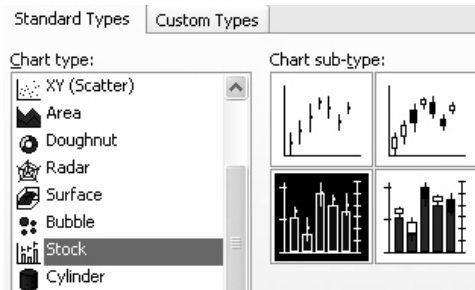 Standard Types
Custom Types
Chart type:
XY (Scatter)
Area
Doughnut
Radar
Surface
Bubble
Stock
Cylinder
Chart sub-type: